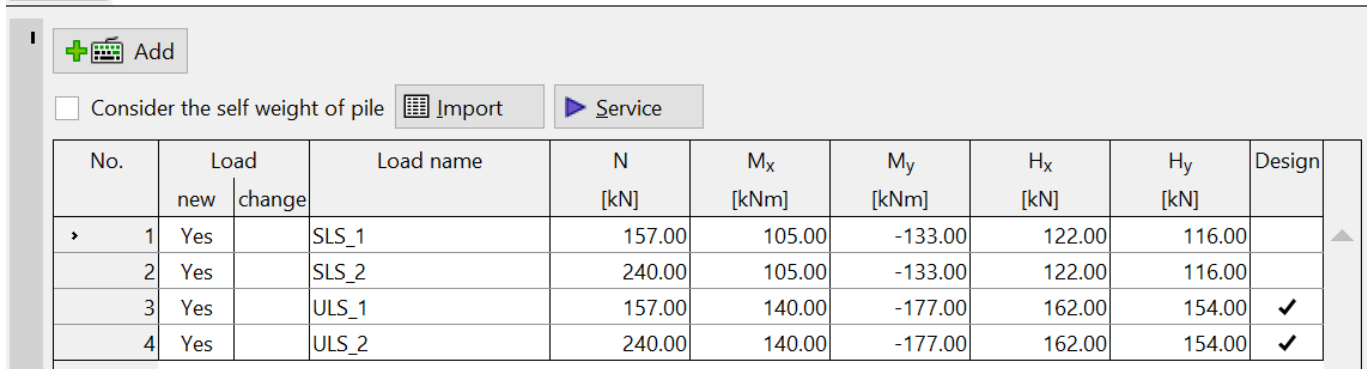 Add
Consider the self weight of pile Import Service
No. Load Load name N Mx My Hx Hy Design
new change [kN] [kNm] [kNm] [kN] [kN]
1 Yes SLS_1 157.00 105.00 -133.00 122.00 116.00
2 Yes SLS_2 240.00 105.00 -133.00 122.00 116.00
3 Yes ULS_1 157.00 140.00 -177.00 162.00 154.00 ✓
4 Yes ULS_2 240.00 140.00 -177.00 162.00 154.00 ✓